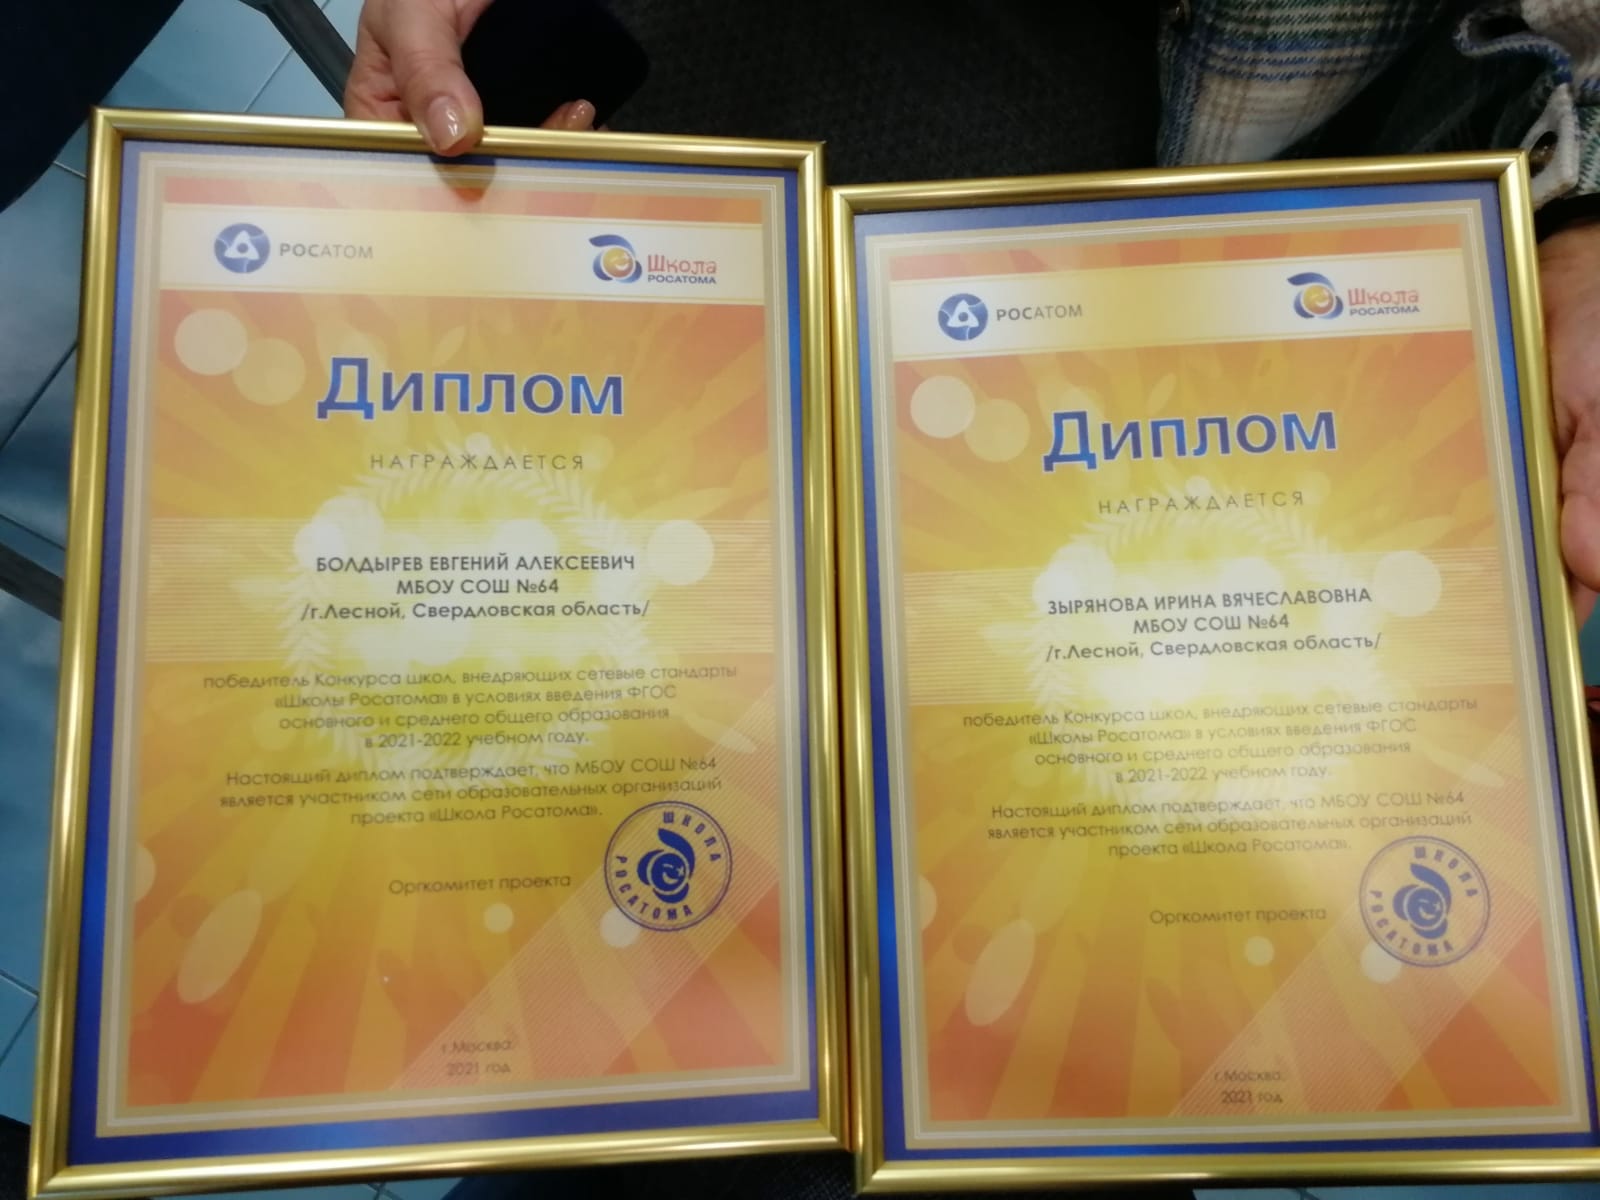 РОСАТОМ
Школа
РОСАТОМА
Диплом
НАГРАЖДАЕТСЯ
БОЛДЫРЕВ ЕВГЕНИЙ АЛЕКСЕЕВИЧ
МБОУ СОШ №64
/г.Лесной, Свердловская область/
победитель Конкурса школ, внедряющих сетевые стандарты
«Школы Росатома» в условиях введения ФГОС
основного и среднего общего образования
в 2021-2022 учебном году.
Настоящий диплом подтверждает, что МБОУ СОШ №64
является участником сети образовательных организаций
проекта «Школа Росатома».
Оргкомитет проекта
ШКОЛА
РОСАТОМА
г.Москва,
2021 год
РОСАТОМ
Школа
РОСАТОМА
Диплом
НАГРАЖДАЕТСЯ
ЗЫРЯНОВА ИРИНА ВЯЧЕСЛАВОВНА
МБОУ СОШ №64
/г.Лесной, Свердловская область/
победитель Конкурса школ, внедряющих сетевые стандарты
«Школы Росатома» в условиях введения ФГОС
основного и среднего общего образования
в 2021-2022 учебном году.
Настоящий диплом подтверждает, что МБОУ СОШ №64
является участником сети образовательных организаций
проекта «Школа Росатома».
Оргкомитет проекта
ШКОЛА
РОСАТОМА
г.Москва,
2021 год